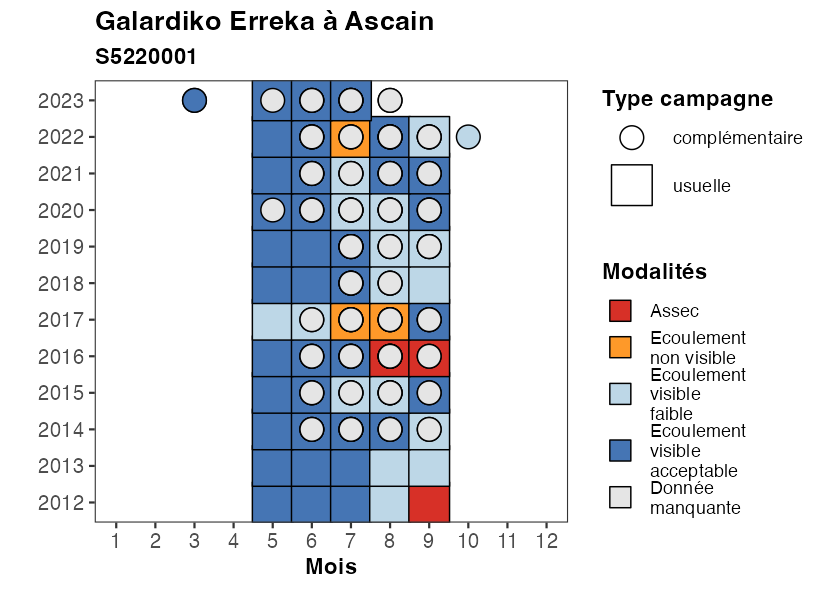 Galardiko Erreka à Ascain
S5220001
2023
2022
2021
2020
2019
2018
2017
2016
2015
2014
2013
2012
1 2 3 4 5 6 7 8 9 10 11 12
Mois
Type campagne
complémentaire
usuelle
Modalités
Assec
Ecoulement
non visible
Ecoulement
visible
faible
Ecoulement
visible
acceptable
Donnée
manquante